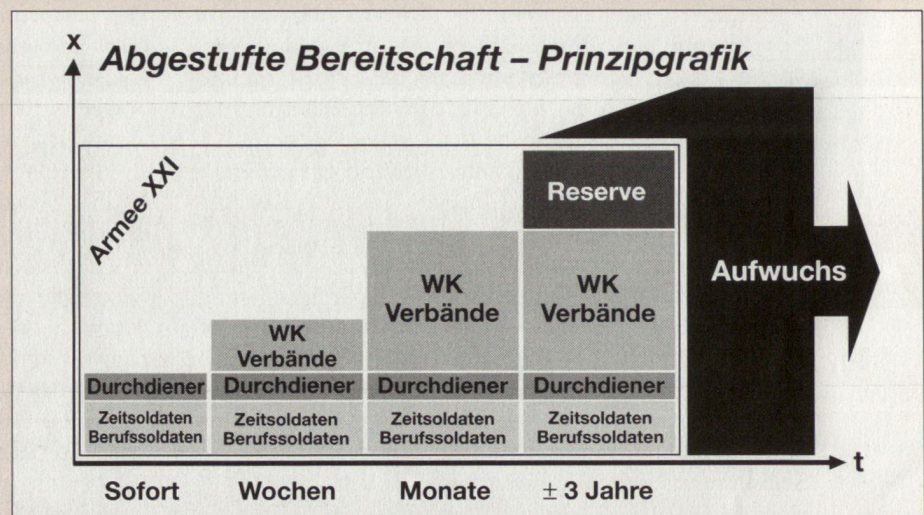 x
Abgestufte Bereitschaft – Prinzipgrafik
Armee XXI
Reserve
WK
Verbände
WK
Verbände
WK
Verbände
Aufwuchs
Durchdiener
Durchdiener
Durchdiener
Durchdiener
Zeitsoldaten
Berufssoldaten
Zeitsoldaten
Berufssoldaten
Zeitsoldaten
Berufssoldaten
Zeitsoldaten
Berufssoldaten
t
Sofort
Wochen
Monate
± 3 Jahre